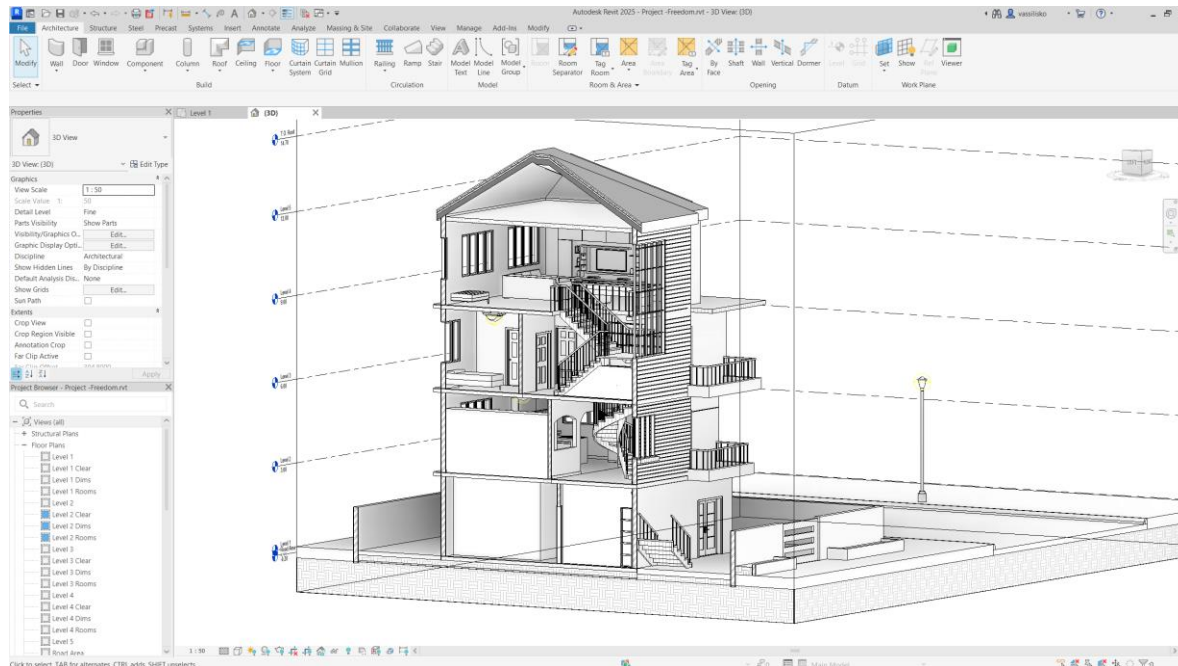 Autodesk Revit 2025 - Project -Freedom.rvt - 3D View: {3D}
vassilisko
File Architecture Structure Steel Precast Systems Insert Annotate Analyze Massing & Site Collaborate View Manage Add-Ins Modify
Modify Wall Door Window Component Column Roof Ceiling Floor Curtain System Curtain Grid Mullion Railing Ramp Stair Model Text Model Line Model Group Room Room Separator Tag Room Area Area Boundary Tag Area By Face Shaft Wall Vertical Dormer Level Grid Set Show Ref Plane Viewer
Select Build Circulation Model Room & Area Opening Datum Work Plane
Properties
Level 1 {3D}
3D View
3D View: {3D} Edit Type
Graphics
View Scale 1 : 50
Scale Value 1: 50
Detail Level Fine
Parts Visibility Show Parts
Visibility/Graphics O... Edit...
Graphic Display Opti... Edit...
Discipline Architectural
Show Hidden Lines By Discipline
Default Analysis Dis... None
Show Grids Edit...
Sun Path
Extents
Crop View
Crop Region Visible
Annotation Crop
Far Clip Active
Apply
Project Browser - Project -Freedom.rvt
Search
Views (all)
Structural Plans
Floor Plans
Level 1
Level 1 Clear
Level 1 Dims
Level 1 Rooms
Level 2
Level 2 Clear
Level 2 Dims
Level 2 Rooms
Level 3
Level 3 Clear
Level 3 Dims
Level 3 Rooms
Level 4
Level 4 Clear
Level 4 Dims
Level 4 Rooms
Level 5
Road Area
1 : 50
Click to select, TAB for alternates, CTRL adds, SHIFT unselects.
Main Model